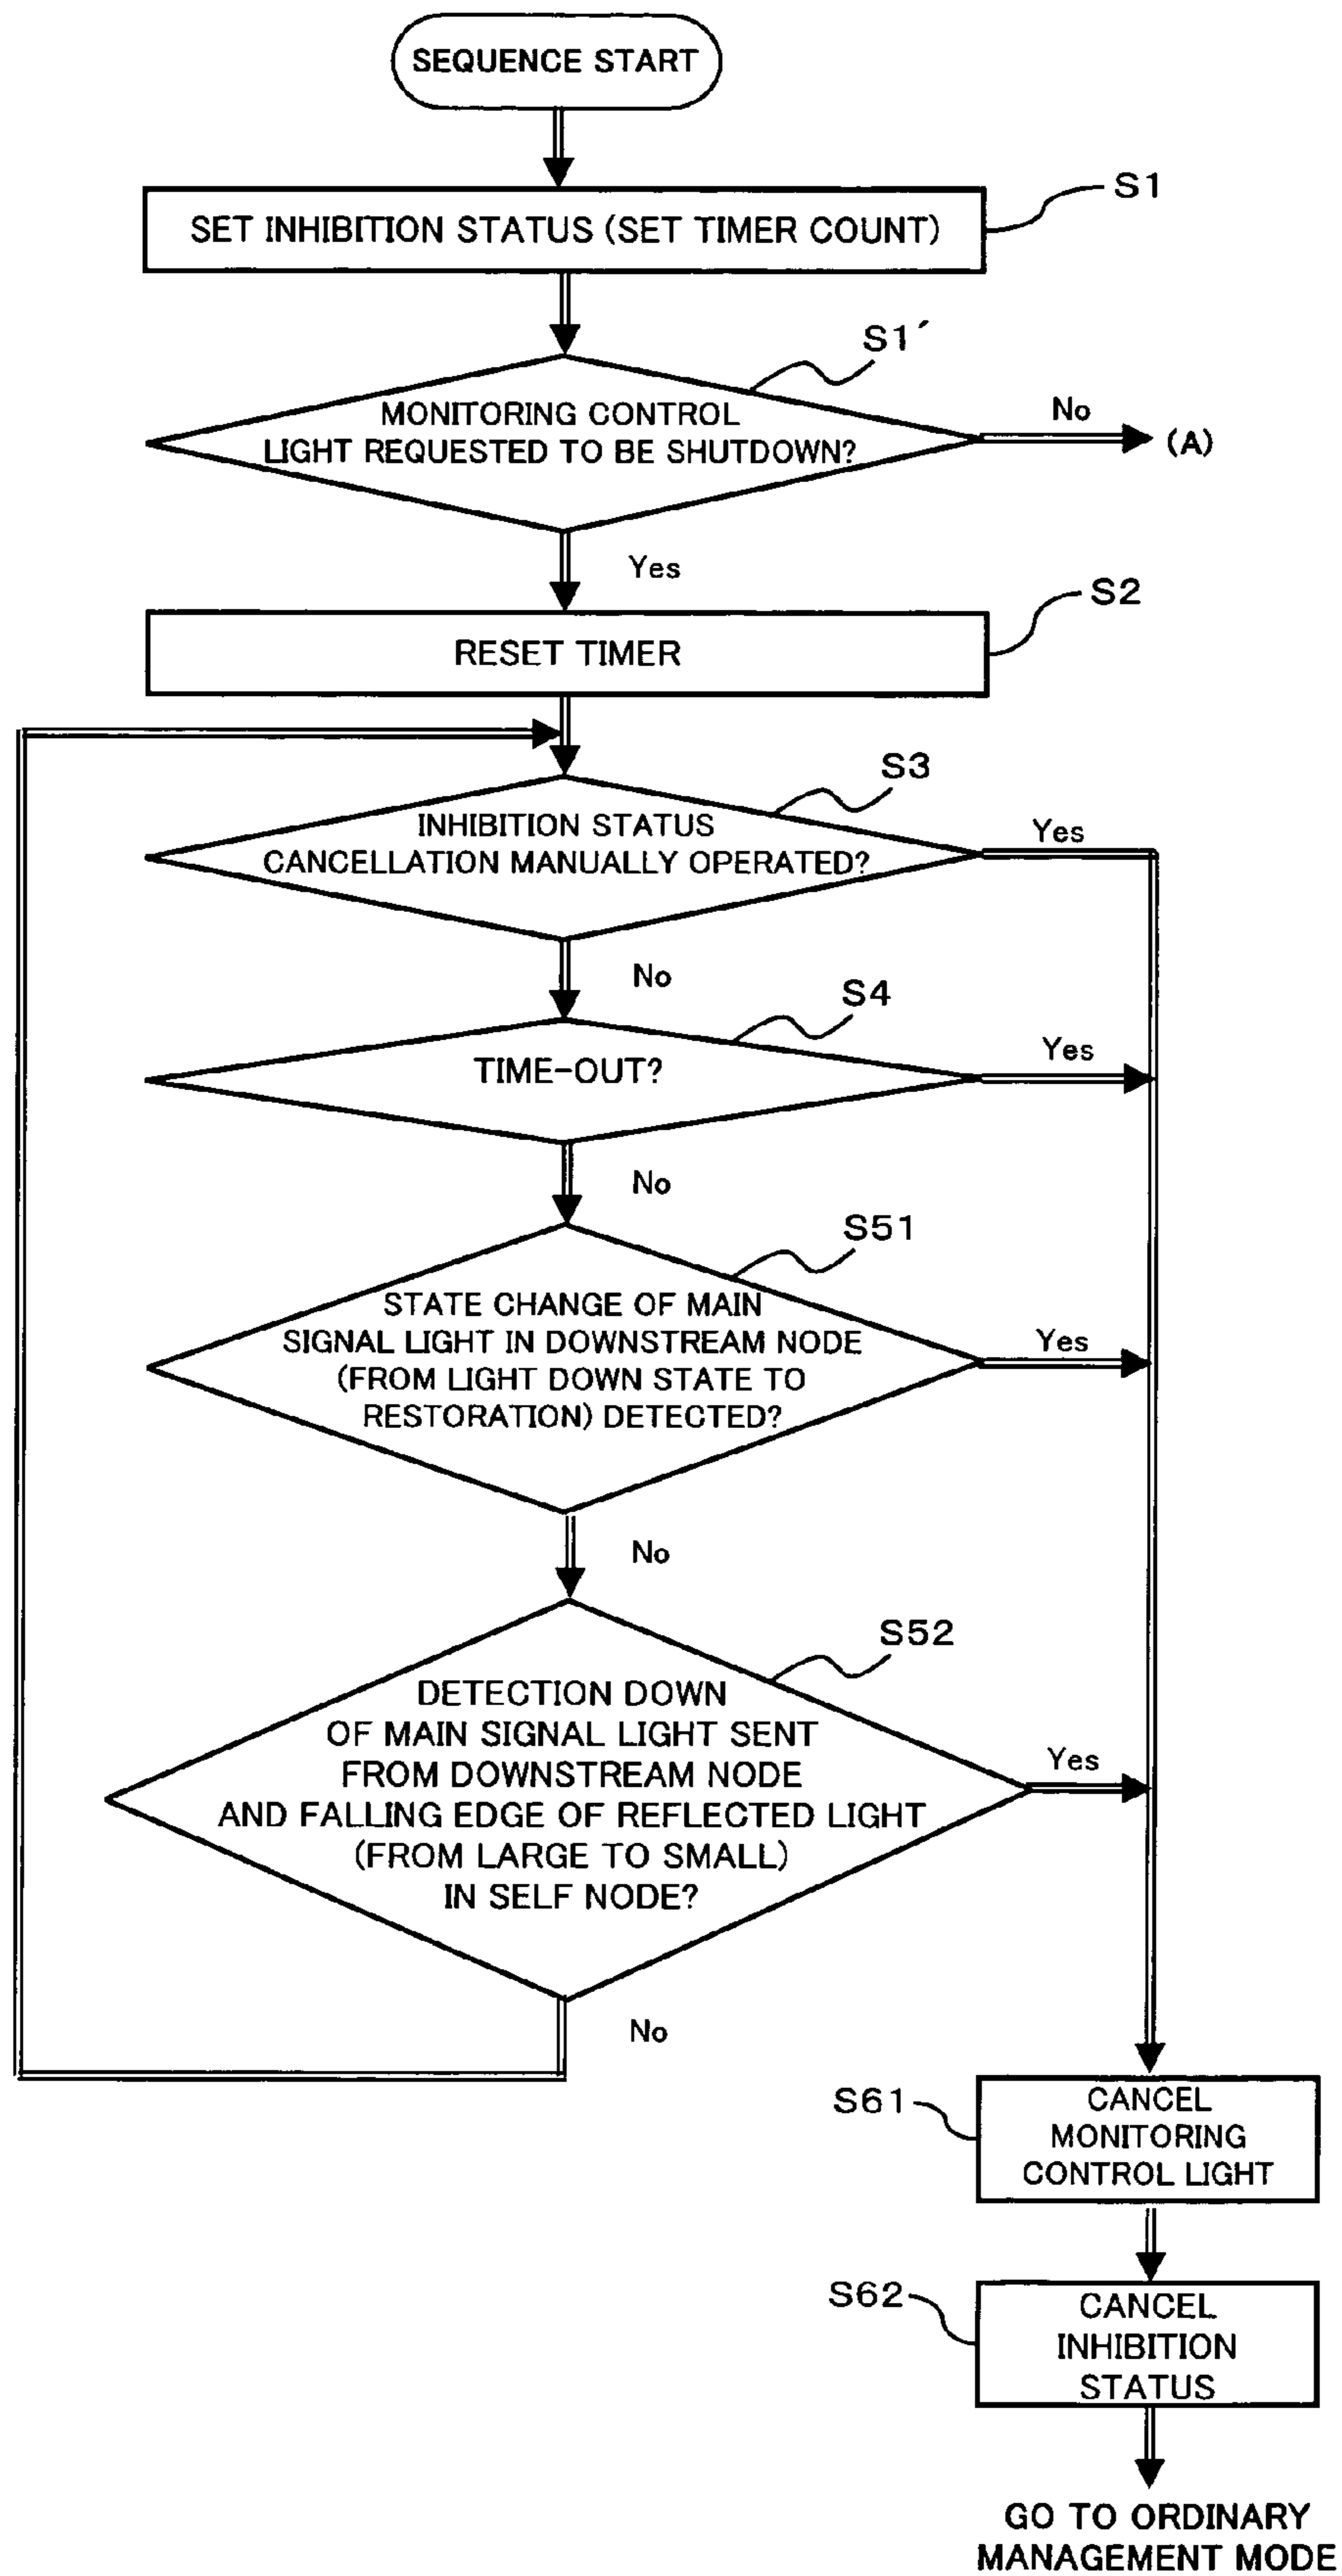 SEQUENCE START
S1
SET INHIBITION STATUS (SET TIMER COUNT)
S1´
MONITORING CONTROL
LIGHT REQUESTED TO BE SHUTDOWN?
No
(A)
Yes
S2
RESET TIMER
S3
INHIBITION STATUS
CANCELLATION MANUALLY OPERATED?
Yes
No
S4
TIME-OUT?
Yes
No
S51
STATE CHANGE OF MAIN
SIGNAL LIGHT IN DOWNSTREAM NODE
(FROM LIGHT DOWN STATE TO
RESTORATION) DETECTED?
Yes
No
S52
DETECTION DOWN
OF MAIN SIGNAL LIGHT SENT
FROM DOWNSTREAM NODE
AND FALLING EDGE OF REFLECTED LIGHT
(FROM LARGE TO SMALL)
IN SELF NODE?
Yes
No
S61
CANCEL
MONITORING
CONTROL LIGHT
S62
CANCEL
INHIBITION
STATUS
GO TO ORDINARY
MANAGEMENT MODE